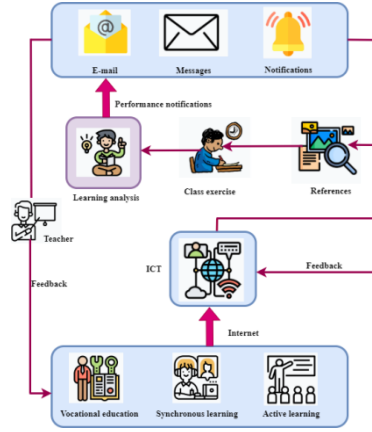 E-mail
Messages
Notifications
Performance notifications
Learning analysis
Class exercise
References
Teacher
ICT
Feedback
Feedback
Internet
Vocational education
Synchronous learning
Active learning